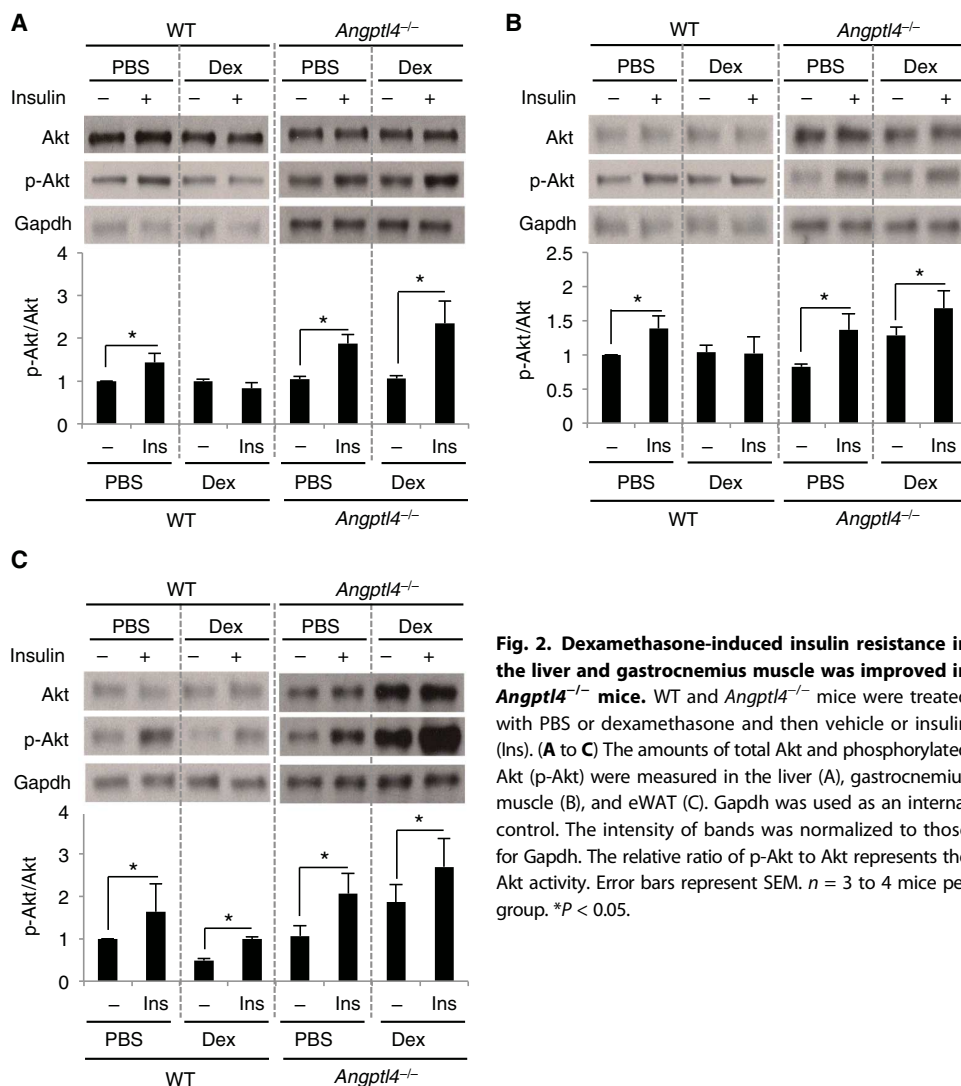 A
WT
Angptl4−/−
PBS
Dex
PBS
Dex
Insulin
−
+
−
+
−
+
−
+
Akt
p-Akt
Gapdh
p-Akt/Akt
4
3
2
1
0
*
*
*
−
Ins
−
Ins
−
Ins
−
Ins
PBS
Dex
PBS
Dex
WT
Angptl4−/−
B
WT
Angptl4−/−
PBS
Dex
PBS
Dex
Insulin
−
+
−
+
−
+
−
+
Akt
p-Akt
Gapdh
p-Akt/Akt
2.5
2
1.5
1
0.5
0
*
*
*
−
Ins
−
Ins
−
Ins
−
Ins
PBS
Dex
PBS
Dex
WT
Angptl4−/−
C
WT
Angptl4−/−
PBS
Dex
PBS
Dex
Insulin
−
+
−
+
−
+
−
+
Akt
p-Akt
Gapdh
p-Akt/Akt
4
3
2
1
0
*
*
*
*
−
Ins
−
Ins
−
Ins
−
Ins
PBS
Dex
PBS
Dex
WT
Angptl4−/−
Fig. 2. Dexamethasone-induced insulin resistance in
the liver and gastrocnemius muscle was improved in
Angptl4−/− mice. WT and Angptl4−/− mice were treated
with PBS or dexamethasone and then vehicle or insulin
(Ins). (A to C) The amounts of total Akt and phosphorylated
Akt (p-Akt) were measured in the liver (A), gastrocnemiu
muscle (B), and eWAT (C). Gapdh was used as an interna
control. The intensity of bands was normalized to those
for Gapdh. The relative ratio of p-Akt to Akt represents the
Akt activity. Error bars represent SEM. n = 3 to 4 mice pe
group. *P < 0.05.